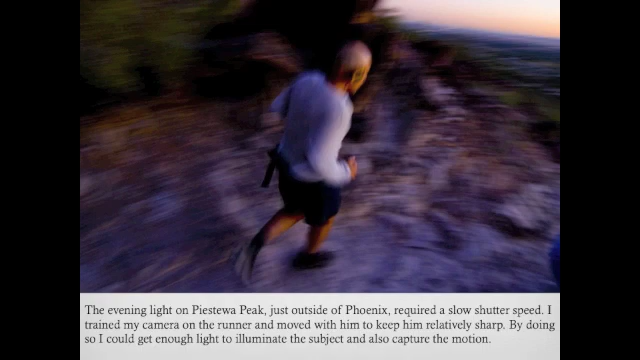 The evening light on Piestewa Peak, just outside of Phoenix, required a slow shutter speed. I
trained my camera on the runner and moved with him to keep him relatively sharp. By doing
so I could get enough light to illuminate the subject and also capture the motion.